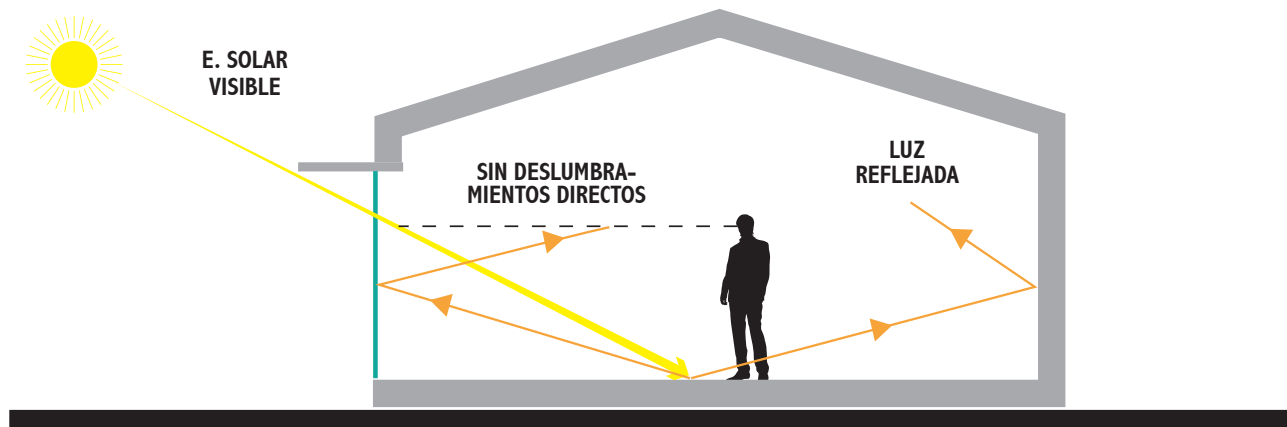 E. SOLAR
VISIBLE
SIN DESLUMBRA-
MIENTOS DIRECTOS
LUZ
REFLEJADA